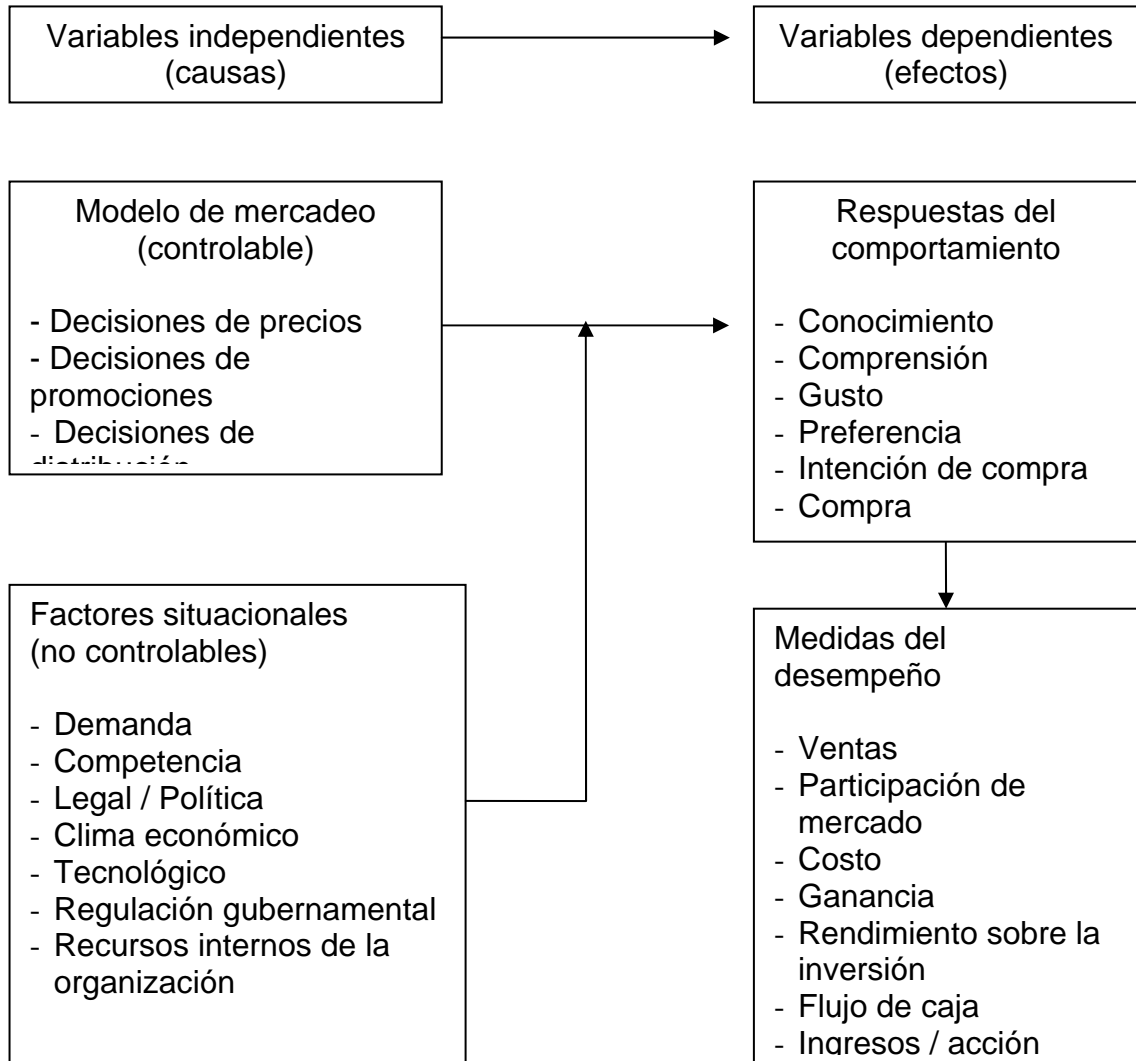 Variables independientes
(causas)
Variables dependientes
(efectos)
Modelo de mercadeo
(controlable)
- Decisiones de precios
- Decisiones de
promociones
- Decisiones de
distribución
Respuestas del
comportamiento
- Conocimiento
- Comprensión
- Gusto
- Preferencia
- Intención de compra
- Compra
Factores situacionales
(no controlables)
- Demanda
- Competencia
- Legal / Política
- Clima económico
- Tecnológico
- Regulación gubernamental
- Recursos internos de la
organización
Medidas del
desempeño
- Ventas
- Participación de
mercado
- Costo
- Ganancia
- Rendimiento sobre la
inversión
- Flujo de caja
- Ingresos / acción